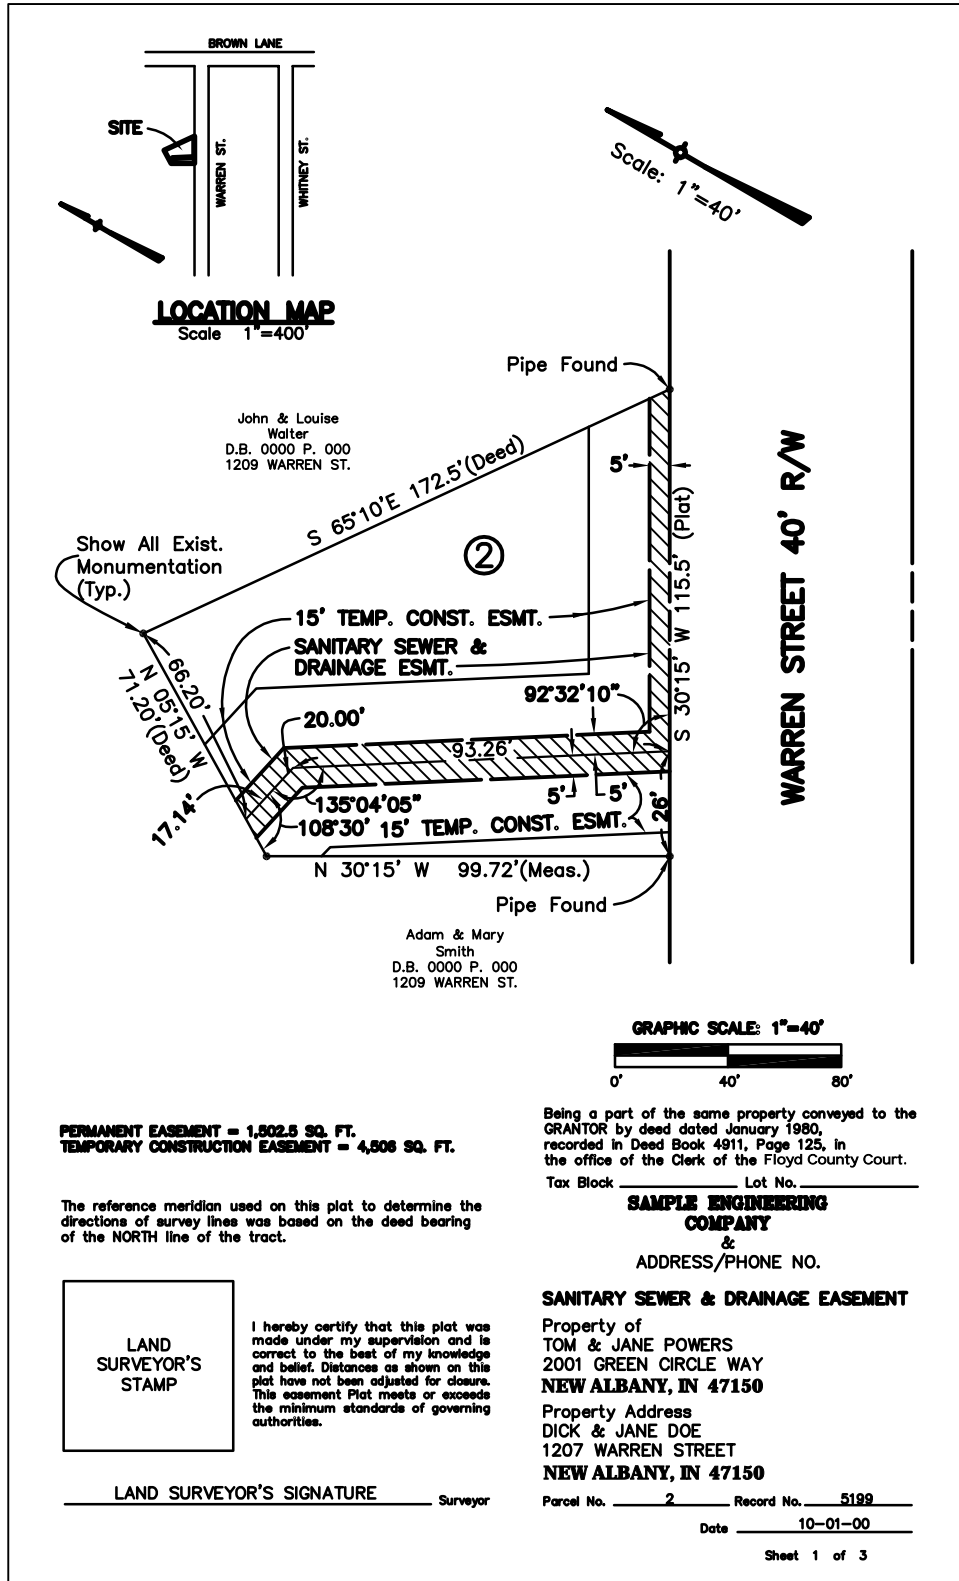 BROWN LANE
SITE
WARREN ST.
WHITNEY ST.
LOCATION MAP
Scale 1"=400'
Scale: 1"=40'
Pipe Found
John & Louise
Walter
D.B. 0000 P. 000
1209 WARREN ST.
S 65°10'E 172.5'(Deed)
5'
Show All Exist.
Monumentation
(Typ.)
2
S 30°15' W 115.5' (Plat)
WARREN STREET 40' R/W
15' TEMP. CONST. ESMT.
SANITARY SEWER &
DRAINAGE ESMT.
66.20'
N 05°15' W
71.20'(Deed)
92°32'10"
20.00'
93.26'
5'
5'
17.14'
135°04'05"
108°30'
15' TEMP. CONST. ESMT.
26'
N 30°15' W 99.72'(Meas.)
Pipe Found
Adam & Mary
Smith
D.B. 0000 P. 000
1209 WARREN ST.
GRAPHIC SCALE: 1"=40'
0' 40' 80'
PERMANENT EASEMENT = 1,502.5 SQ. FT.
TEMPORARY CONSTRUCTION EASEMENT = 4,506 SQ. FT.
Being a part of the same property conveyed to the
GRANTOR by deed dated January 1980,
recorded in Deed Book 4911, Page 125, in
the office of the Clerk of the Floyd County Court.
Tax Block Lot No.
The reference meridian used on this plat to determine the
directions of survey lines was based on the deed bearing
of the NORTH line of the tract.
SAMPLE ENGINEERING
COMPANY
&
ADDRESS/PHONE NO.
LAND
SURVEYOR'S
STAMP
I hereby certify that this plat was
made under my supervision and is
correct to the best of my knowledge
and belief. Distances as shown on this
plat have not been adjusted for closure.
This easement Plat meets or exceeds
the minimum standards of governing
authorities.
SANITARY SEWER & DRAINAGE EASEMENT
Property of
TOM & JANE POWERS
2001 GREEN CIRCLE WAY
NEW ALBANY, IN 47150
Property Address
DICK & JANE DOE
1207 WARREN STREET
NEW ALBANY, IN 47150
LAND SURVEYOR'S SIGNATURE Surveyor
Parcel No. 2 Record No. 5199
Date 10-01-00
Sheet 1 of 3